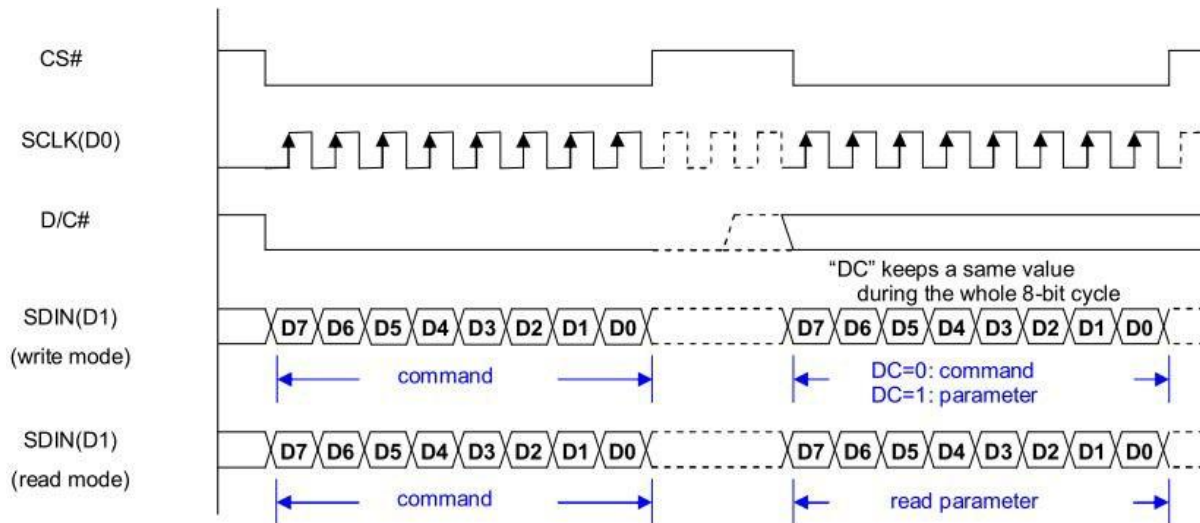 CS#
SCLK(D0)
D/C#
"DC" keeps a same value
during the whole 8-bit cycle
SDIN(D1)
(write mode)
D7 D6 D5 D4 D3 D2 D1 D0 D7 D6 D5 D4 D3 D2 D1 D0
command
DC=0: command
DC=1: parameter
SDIN(D1)
(read mode)
D7 D6 D5 D4 D3 D2 D1 D0 D7 D6 D5 D4 D3 D2 D1 D0
command read parameter